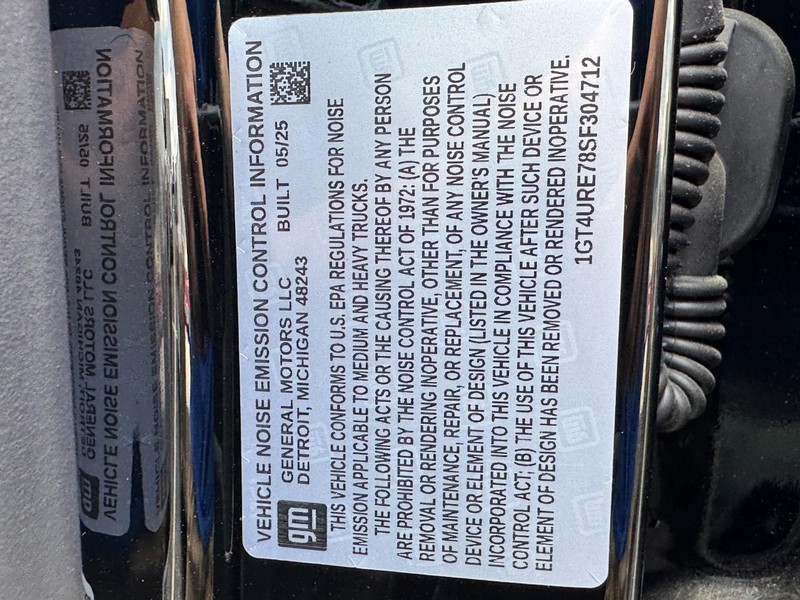 VEHICLE NOISE EMISSION CONTROL INFORMATION
gm
GENERAL MOTORS LLC BUILT 05/25
DETROIT, MICHIGAN 48243
THIS VEHICLE CONFORMS TO U.S. EPA REGULATIONS FOR NOISE
EMISSION APPLICABLE TO MEDIUM AND HEAVY TRUCKS.
THE FOLLOWING ACTS OR THE CAUSING THEREOF BY ANY PERSON
ARE PROHIBITED BY THE NOISE CONTROL ACT OF 1972: (A) THE
REMOVAL OR RENDERING INOPERATIVE, OTHER THAN FOR PURPOSES
OF MAINTENANCE, REPAIR, OR REPLACEMENT, OF ANY NOISE CONTROL
DEVICE OR ELEMENT OF DESIGN (LISTED IN THE OWNER'S MANUAL)
INCORPORATED INTO THIS VEHICLE IN COMPLIANCE WITH THE NOISE
CONTROL ACT; (B) THE USE OF THIS VEHICLE AFTER SUCH DEVICE OR
ELEMENT OF DESIGN HAS BEEN REMOVED OR RENDERED INOPERATIVE.
1GT4URE78SF304712
VEHICLE NOISE EMISSION CONTROL INFORMATION
gm
GENERAL MOTORS LLC BUILT 05/25
DETROIT, MICHIGAN 48243